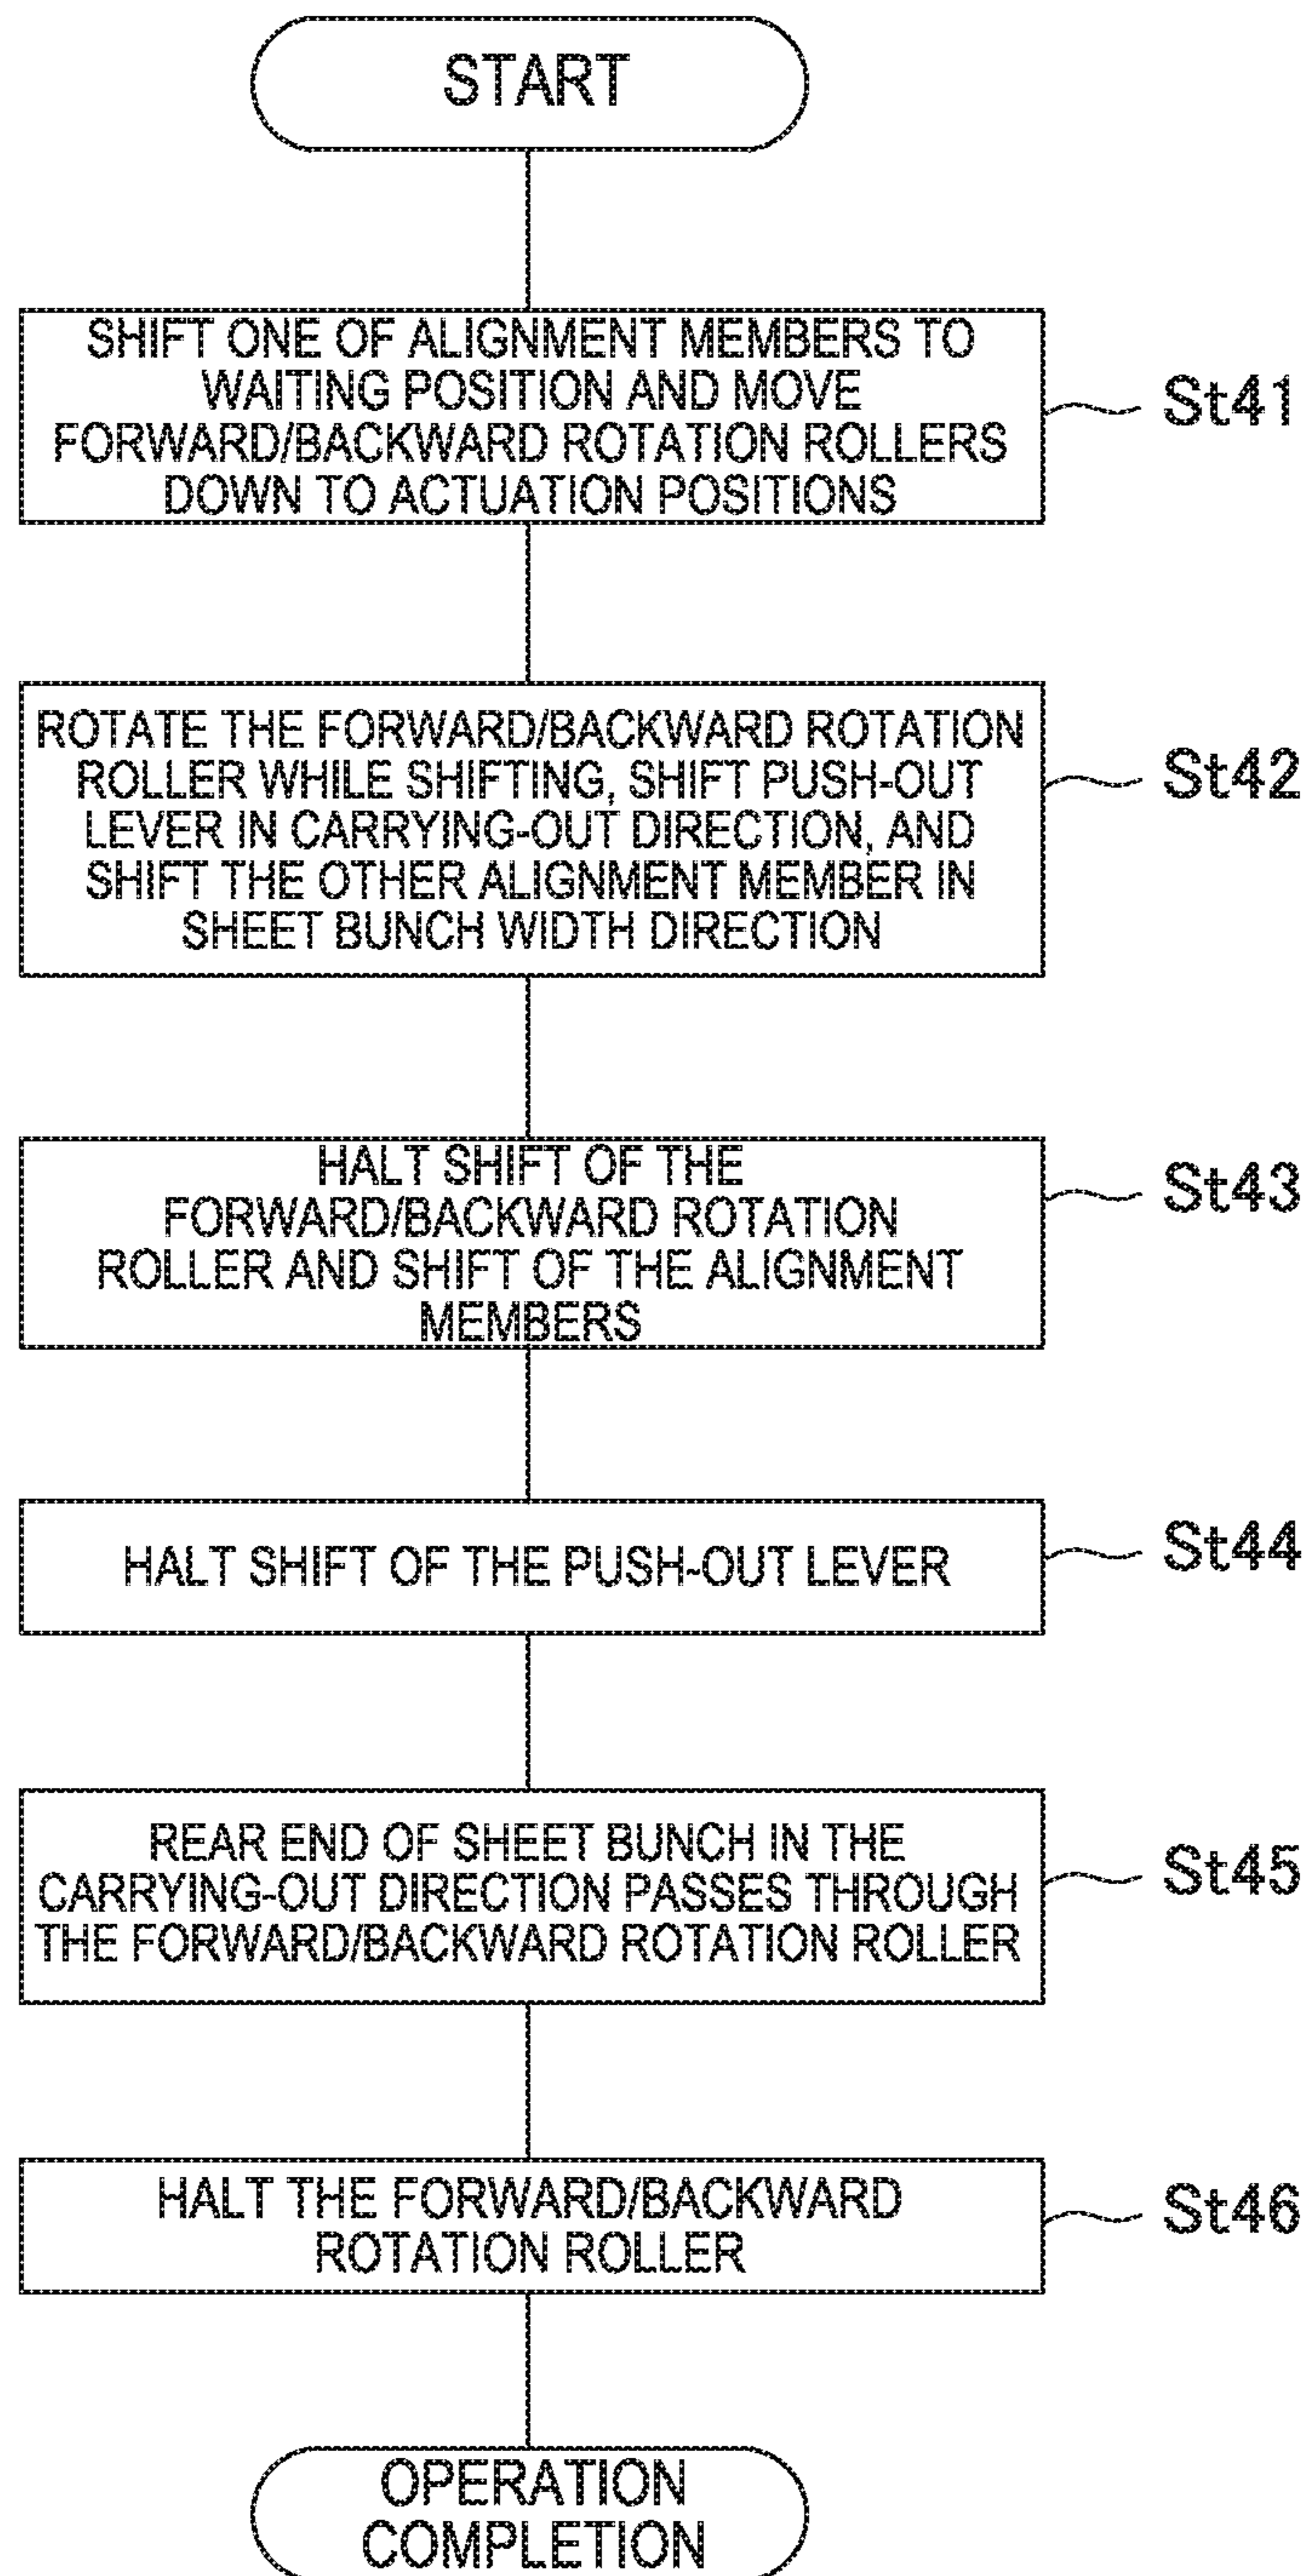 START
SHIFT ONE OF ALIGNMENT MEMBERS TO
WAITING POSITION AND MOVE
FORWARD/BACKWARD ROTATION ROLLERS
DOWN TO ACTUATION POSITIONS
St41
ROTATE THE FORWARD/BACKWARD ROTATION
ROLLER WHILE SHIFTING, SHIFT PUSH-OUT
LEVER IN CARRYING-OUT DIRECTION, AND
SHIFT THE OTHER ALIGNMENT MEMBER IN
SHEET BUNCH WIDTH DIRECTION
St42
HALT SHIFT OF THE
FORWARD/BACKWARD ROTATION
ROLLER AND SHIFT OF THE ALIGNMENT
MEMBERS
St43
HALT SHIFT OF THE PUSH-OUT LEVER
St44
REAR END OF SHEET BUNCH IN THE
CARRYING-OUT DIRECTION PASSES THROUGH
THE FORWARD/BACKWARD ROTATION ROLLER
St45
HALT THE FORWARD/BACKWARD
ROTATION ROLLER
St46
OPERATION
COMPLETION